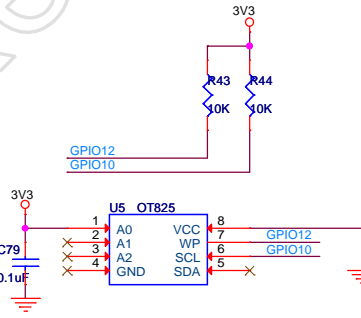 3V3
R43 R44
10K 10K
GPIO12
GPIO10
3V3
U5 OT825
1 A0 VCC 8
2 A1 WP 7 GPIO12
3 A2 SCL 6 GPIO10
4 GND SDA 5
C79
0.1uF